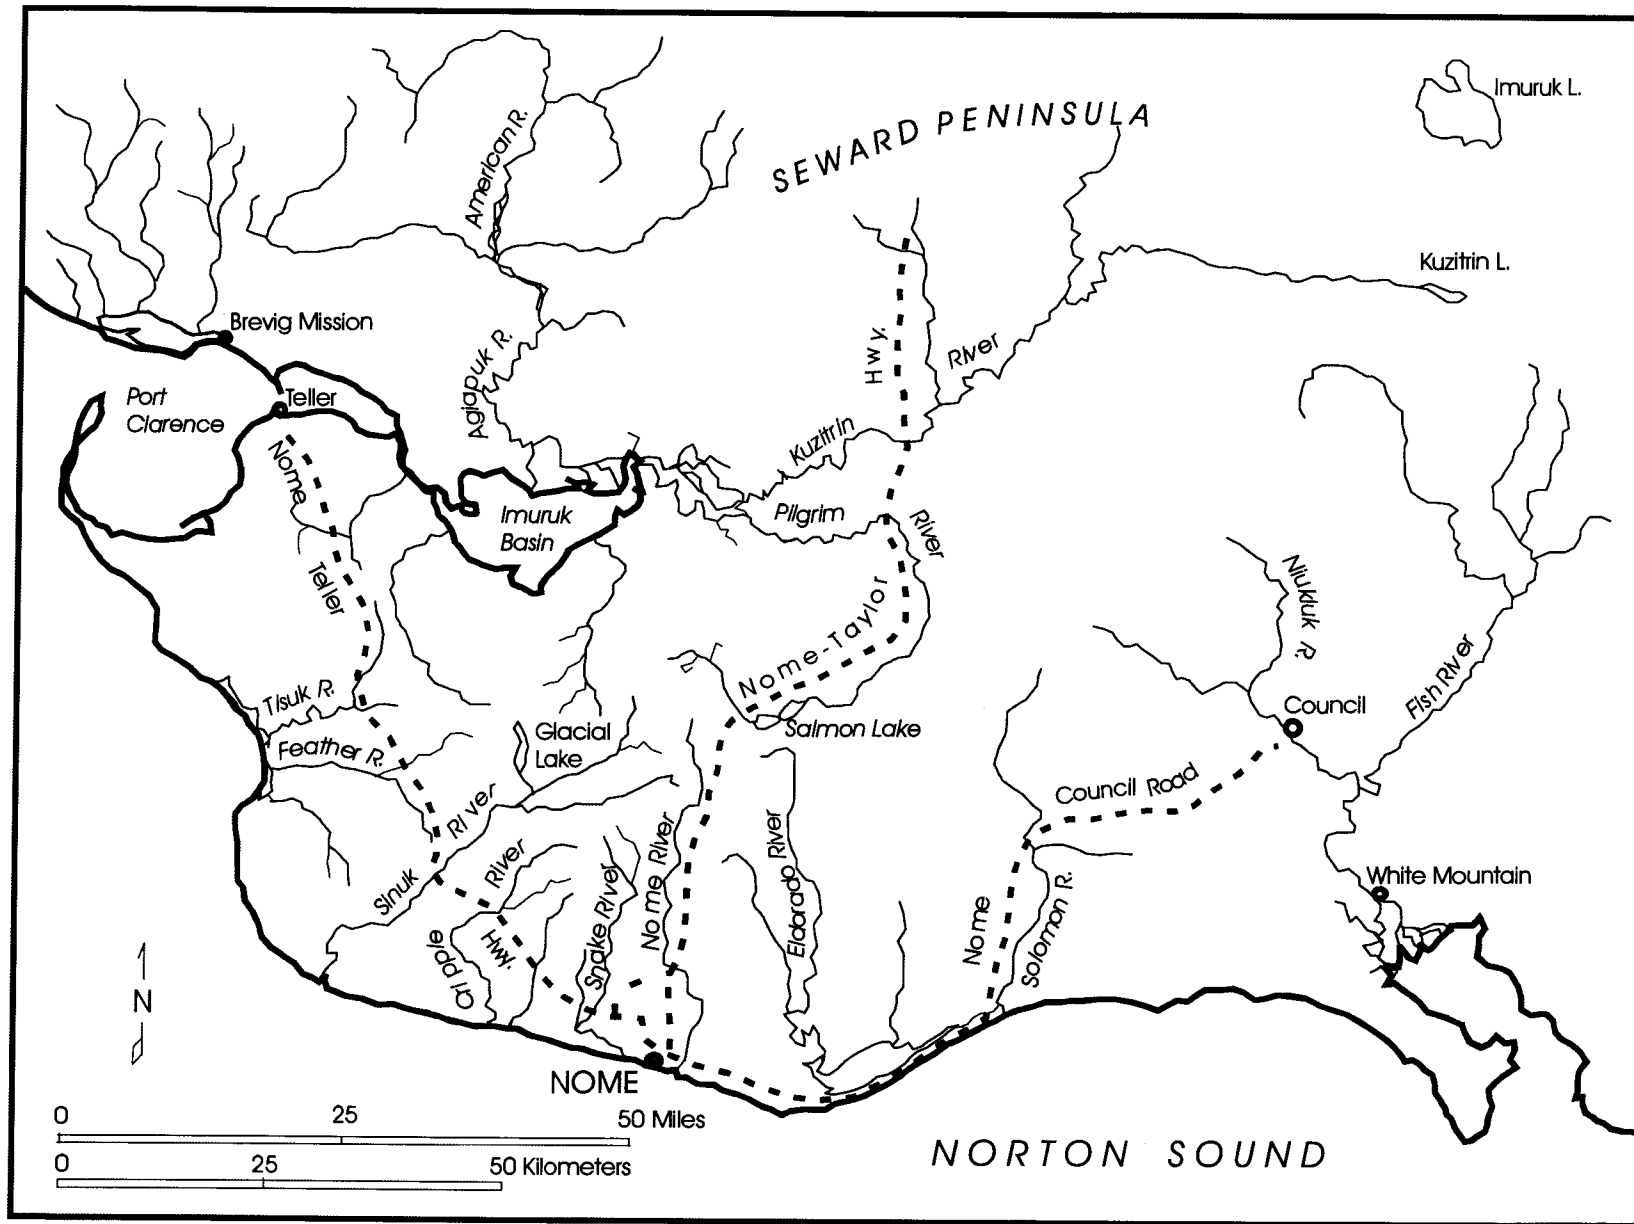 SEWARD PENINSULA
Imuruk L.
American R.
Kuzitrin L.
Brevig Mission
Port
Clarence
Teller
Agiapuk R.
Hwy.
River
Kuzitrin
Nome
Teller
Imuruk
Basin
Pilgrim
River
Niukluk R.
Nome-Taylor
Fish River
Tisuk R.
Feather R.
Glacial
Lake
Salmon Lake
Council
Council Road
Sinuk
River
Cripple
River
Hwy.
Snake River
Nome River
Eldorado River
Nome
Solomon R.
White Mountain
N
NOME
NORTON SOUND
0 25 50 Miles
0 25 50 Kilometers